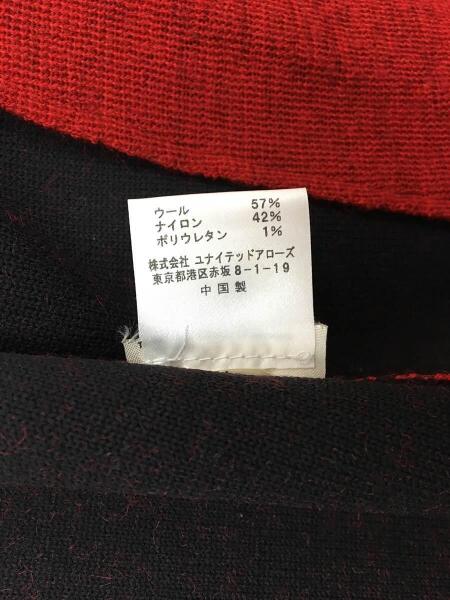 ウール 57%
ナイロン 42%
ポリウレタン 1%
株式会社 ユナイテッドアローズ
東京都港区赤坂8-1-19
中国製